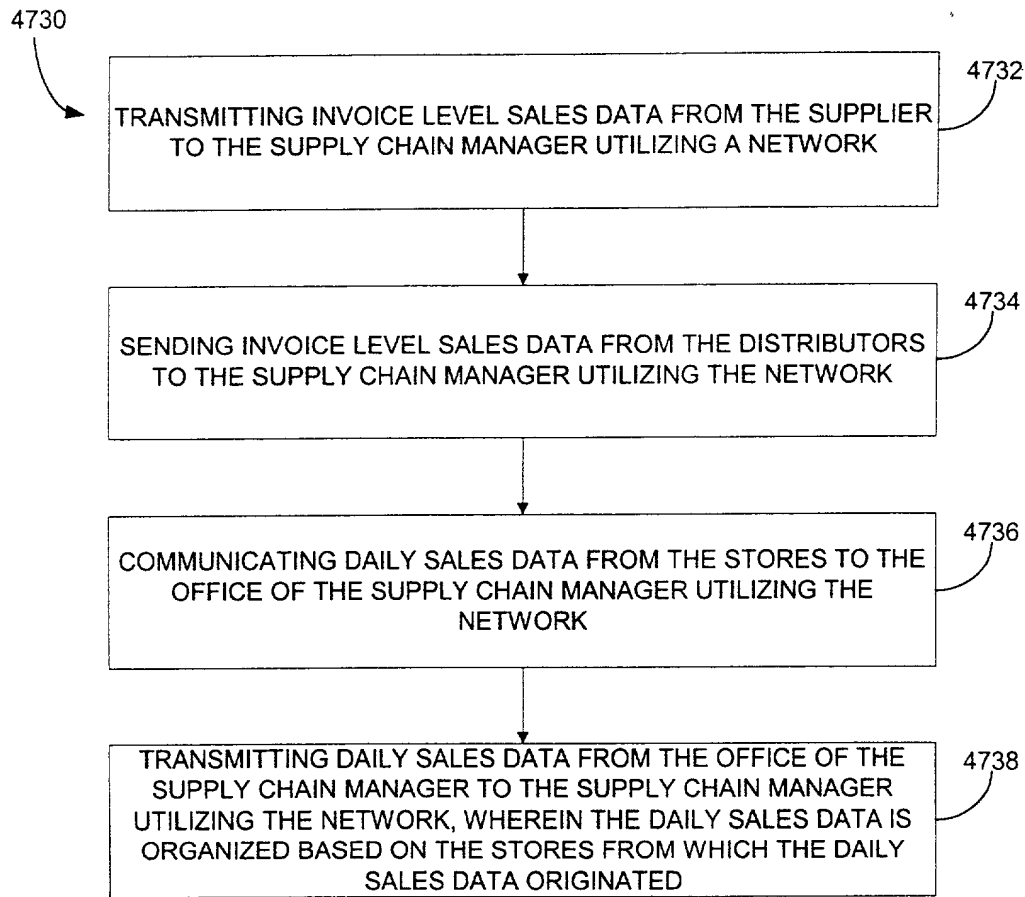 4730
4732
TRANSMITTING INVOICE LEVEL SALES DATA FROM THE SUPPLIER
TO THE SUPPLY CHAIN MANAGER UTILIZING A NETWORK
4734
SENDING INVOICE LEVEL SALES DATA FROM THE DISTRIBUTORS
TO THE SUPPLY CHAIN MANAGER UTILIZING THE NETWORK
4736
COMMUNICATING DAILY SALES DATA FROM THE STORES TO THE
OFFICE OF THE SUPPLY CHAIN MANAGER UTILIZING THE
NETWORK
4738
TRANSMITTING DAILY SALES DATA FROM THE OFFICE OF THE
SUPPLY CHAIN MANAGER TO THE SUPPLY CHAIN MANAGER
UTILIZING THE NETWORK, WHEREIN THE DAILY SALES DATA IS
ORGANIZED BASED ON THE STORES FROM WHICH THE DAILY
SALES DATA ORIGINATED